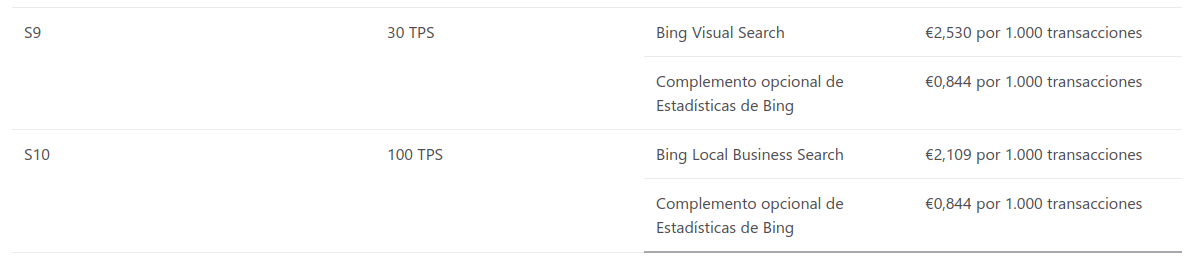 S9 30 TPS Bing Visual Search €2,530 por 1.000 transacciones
Complemento opcional de €0,844 por 1.000 transacciones
Estadísticas de Bing
S10 100 TPS Bing Local Business Search €2,109 por 1.000 transacciones
Complemento opcional de €0,844 por 1.000 transacciones
Estadísticas de Bing